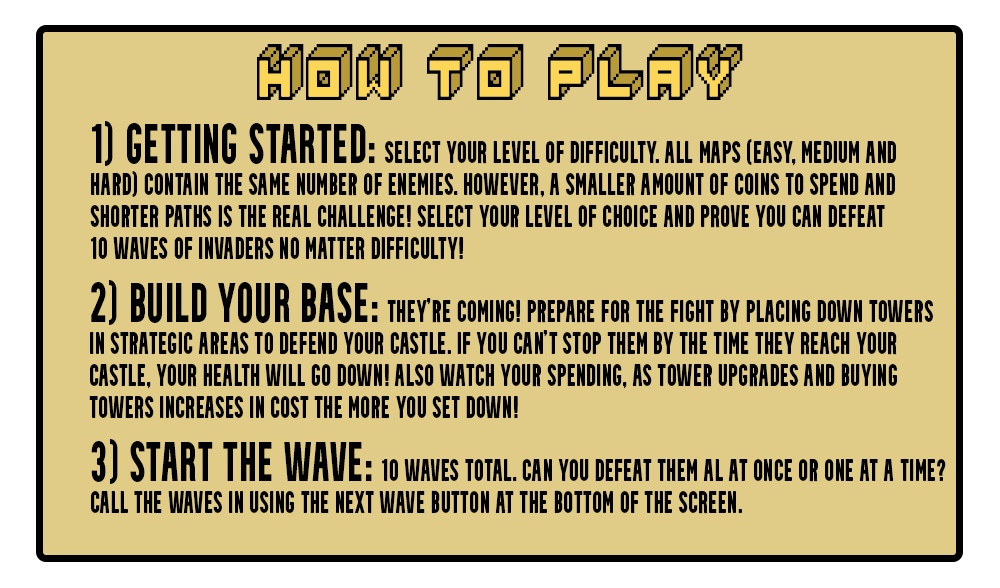 HOW TO PLAY
1) GETTING STARTED: SELECT YOUR LEVEL OF DIFFICULTY. ALL MAPS (EASY, MEDIUM AND
HARD) CONTAIN THE SAME NUMBER OF ENEMIES. HOWEVER, A SMALLER AMOUNT OF COINS TO SPEND AND
SHORTER PATHS IS THE REAL CHALLENGE! SELECT YOUR LEVEL OF CHOICE AND PROVE YOU CAN DEFEAT
10 WAVES OF INVADERS NO MATTER DIFFICULTY!
2) BUILD YOUR BASE: THEY'RE COMING! PREPARE FOR THE FIGHT BY PLACING DOWN TOWERS
IN STRATEGIC AREAS TO DEFEND YOUR CASTLE. IF YOU CAN'T STOP THEM BY THE TIME THEY REACH YOUR
CASTLE, YOUR HEALTH WILL GO DOWN! ALSO WATCH YOUR SPENDING, AS TOWER UPGRADES AND BUYING
TOWERS INCREASES IN COST THE MORE YOU SET DOWN!
3) START THE WAVE: 10 WAVES TOTAL. CAN YOU DEFEAT THEM AL AT ONCE OR ONE AT A TIME?
CALL THE WAVES IN USING THE NEXT WAVE BUTTON AT THE BOTTOM OF THE SCREEN.